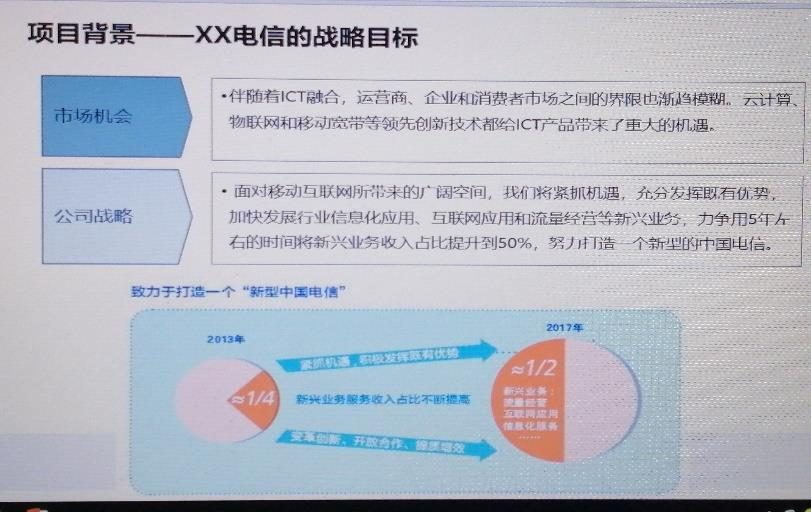 项目背景——XX电信的战略目标
市场机会
•伴随着ICT融合，运营商、企业和消费者市场之间的界限也渐趋模糊。云计算、
物联网和移动宽带等领先创新技术都给ICT产品带来了重大的机遇。
公司战略
• 面对移动互联网所带来的广阔空间，我们将紧抓机遇，充分发挥既有优势，
加快发展行业信息化应用、互联网应用和流量经营等新兴业务，力争用5年左
右的时间将新兴业务收入占比提升到50%，努力打造一个新型的中国电信。
致力于打造一个“新型中国电信”
2013年
2017年
紧抓机遇，积极发挥既有优势
≈1/4
新兴业务服务收入占比不断提高
≈1/2
新兴业务：
流量经营
互联网应用
信息化服务
……
变革创新、开放合作、提质增效